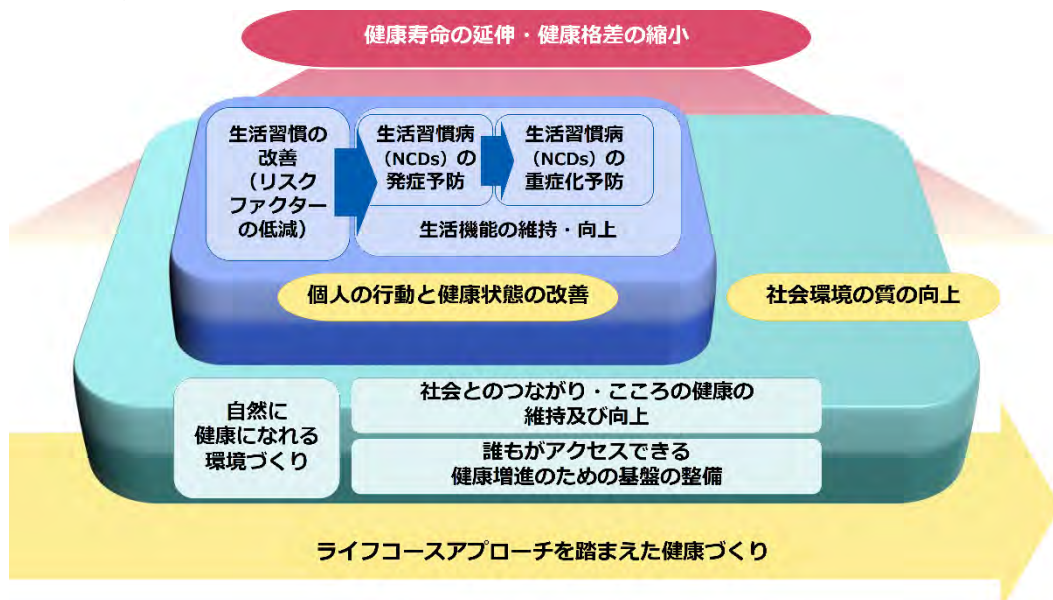 健康寿命の延伸・健康格差の縮小
生活習慣の
改善
（リスク
ファクター
の低減）
生活習慣病
（NCDs）の
発症予防
生活習慣病
（NCDs）の
重症化予防
生活機能の維持・向上
個人の行動と健康状態の改善
社会環境の質の向上
自然に
健康になれる
環境づくり
社会とのつながり・こころの健康の
維持及び向上
誰もがアクセスできる
健康増進のための基盤の整備
ライフコースアプローチを踏まえた健康づくり